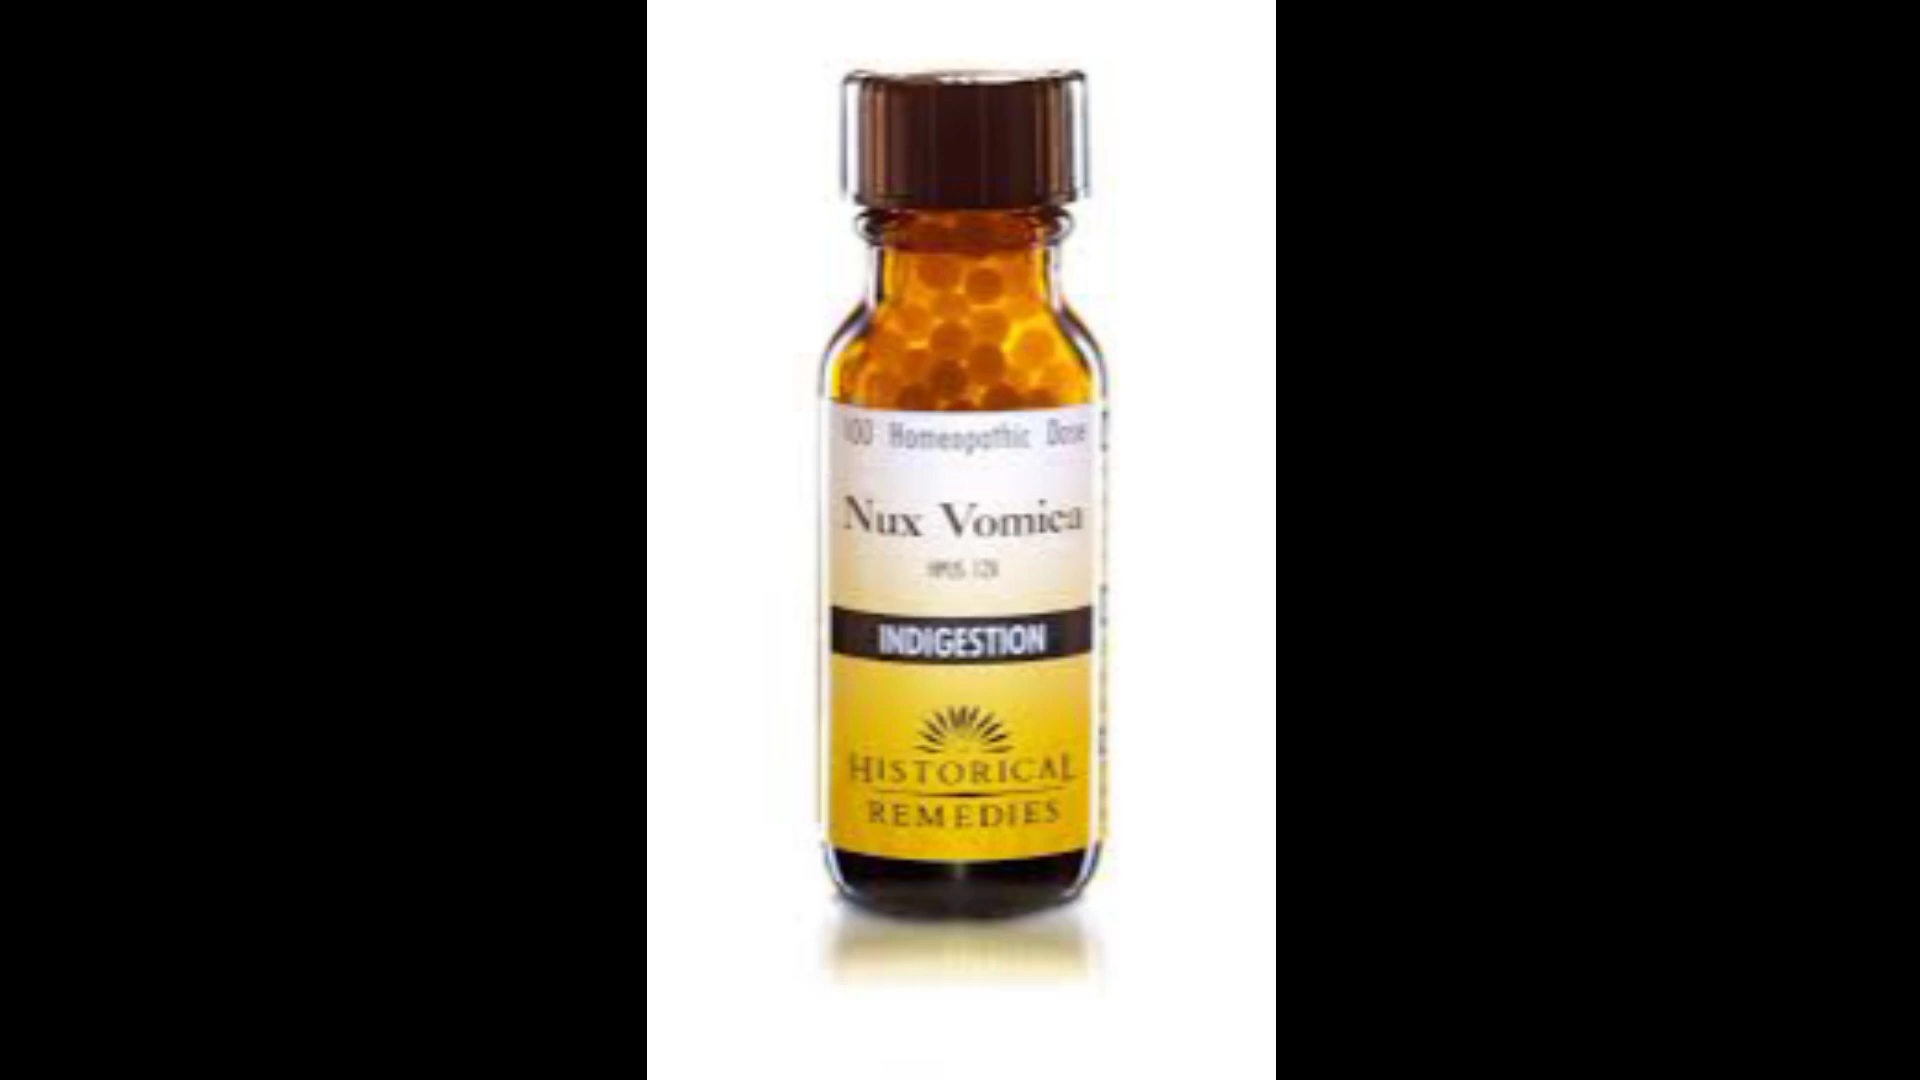 100 Homeopathic Dose
Nux Vomica
HPUS 12X
INDIGESTION
HISTORICAL
REMEDIES